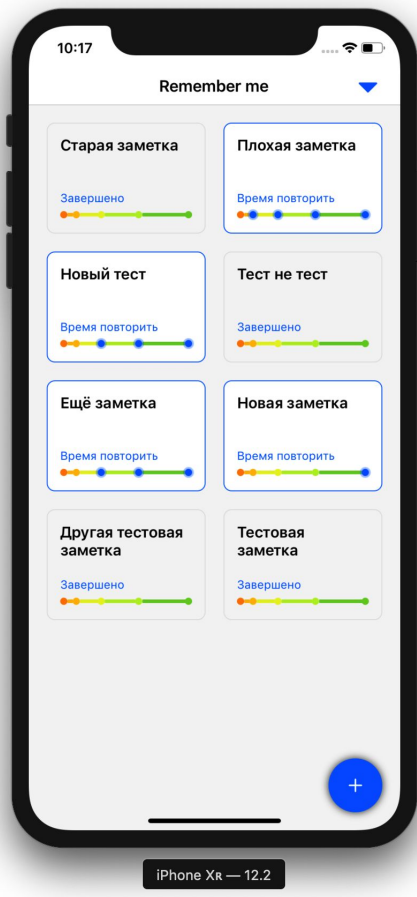 10:17
Remember me
Старая заметка
Завершено
Плохая заметка
Время повторить
Новый тест
Время повторить
Тест не тест
Завершено
Ещё заметка
Время повторить
Новая заметка
Время повторить
Другая тестовая
заметка
Завершено
Тестовая
заметка
Завершено
+
iPhone Xʀ — 12.2